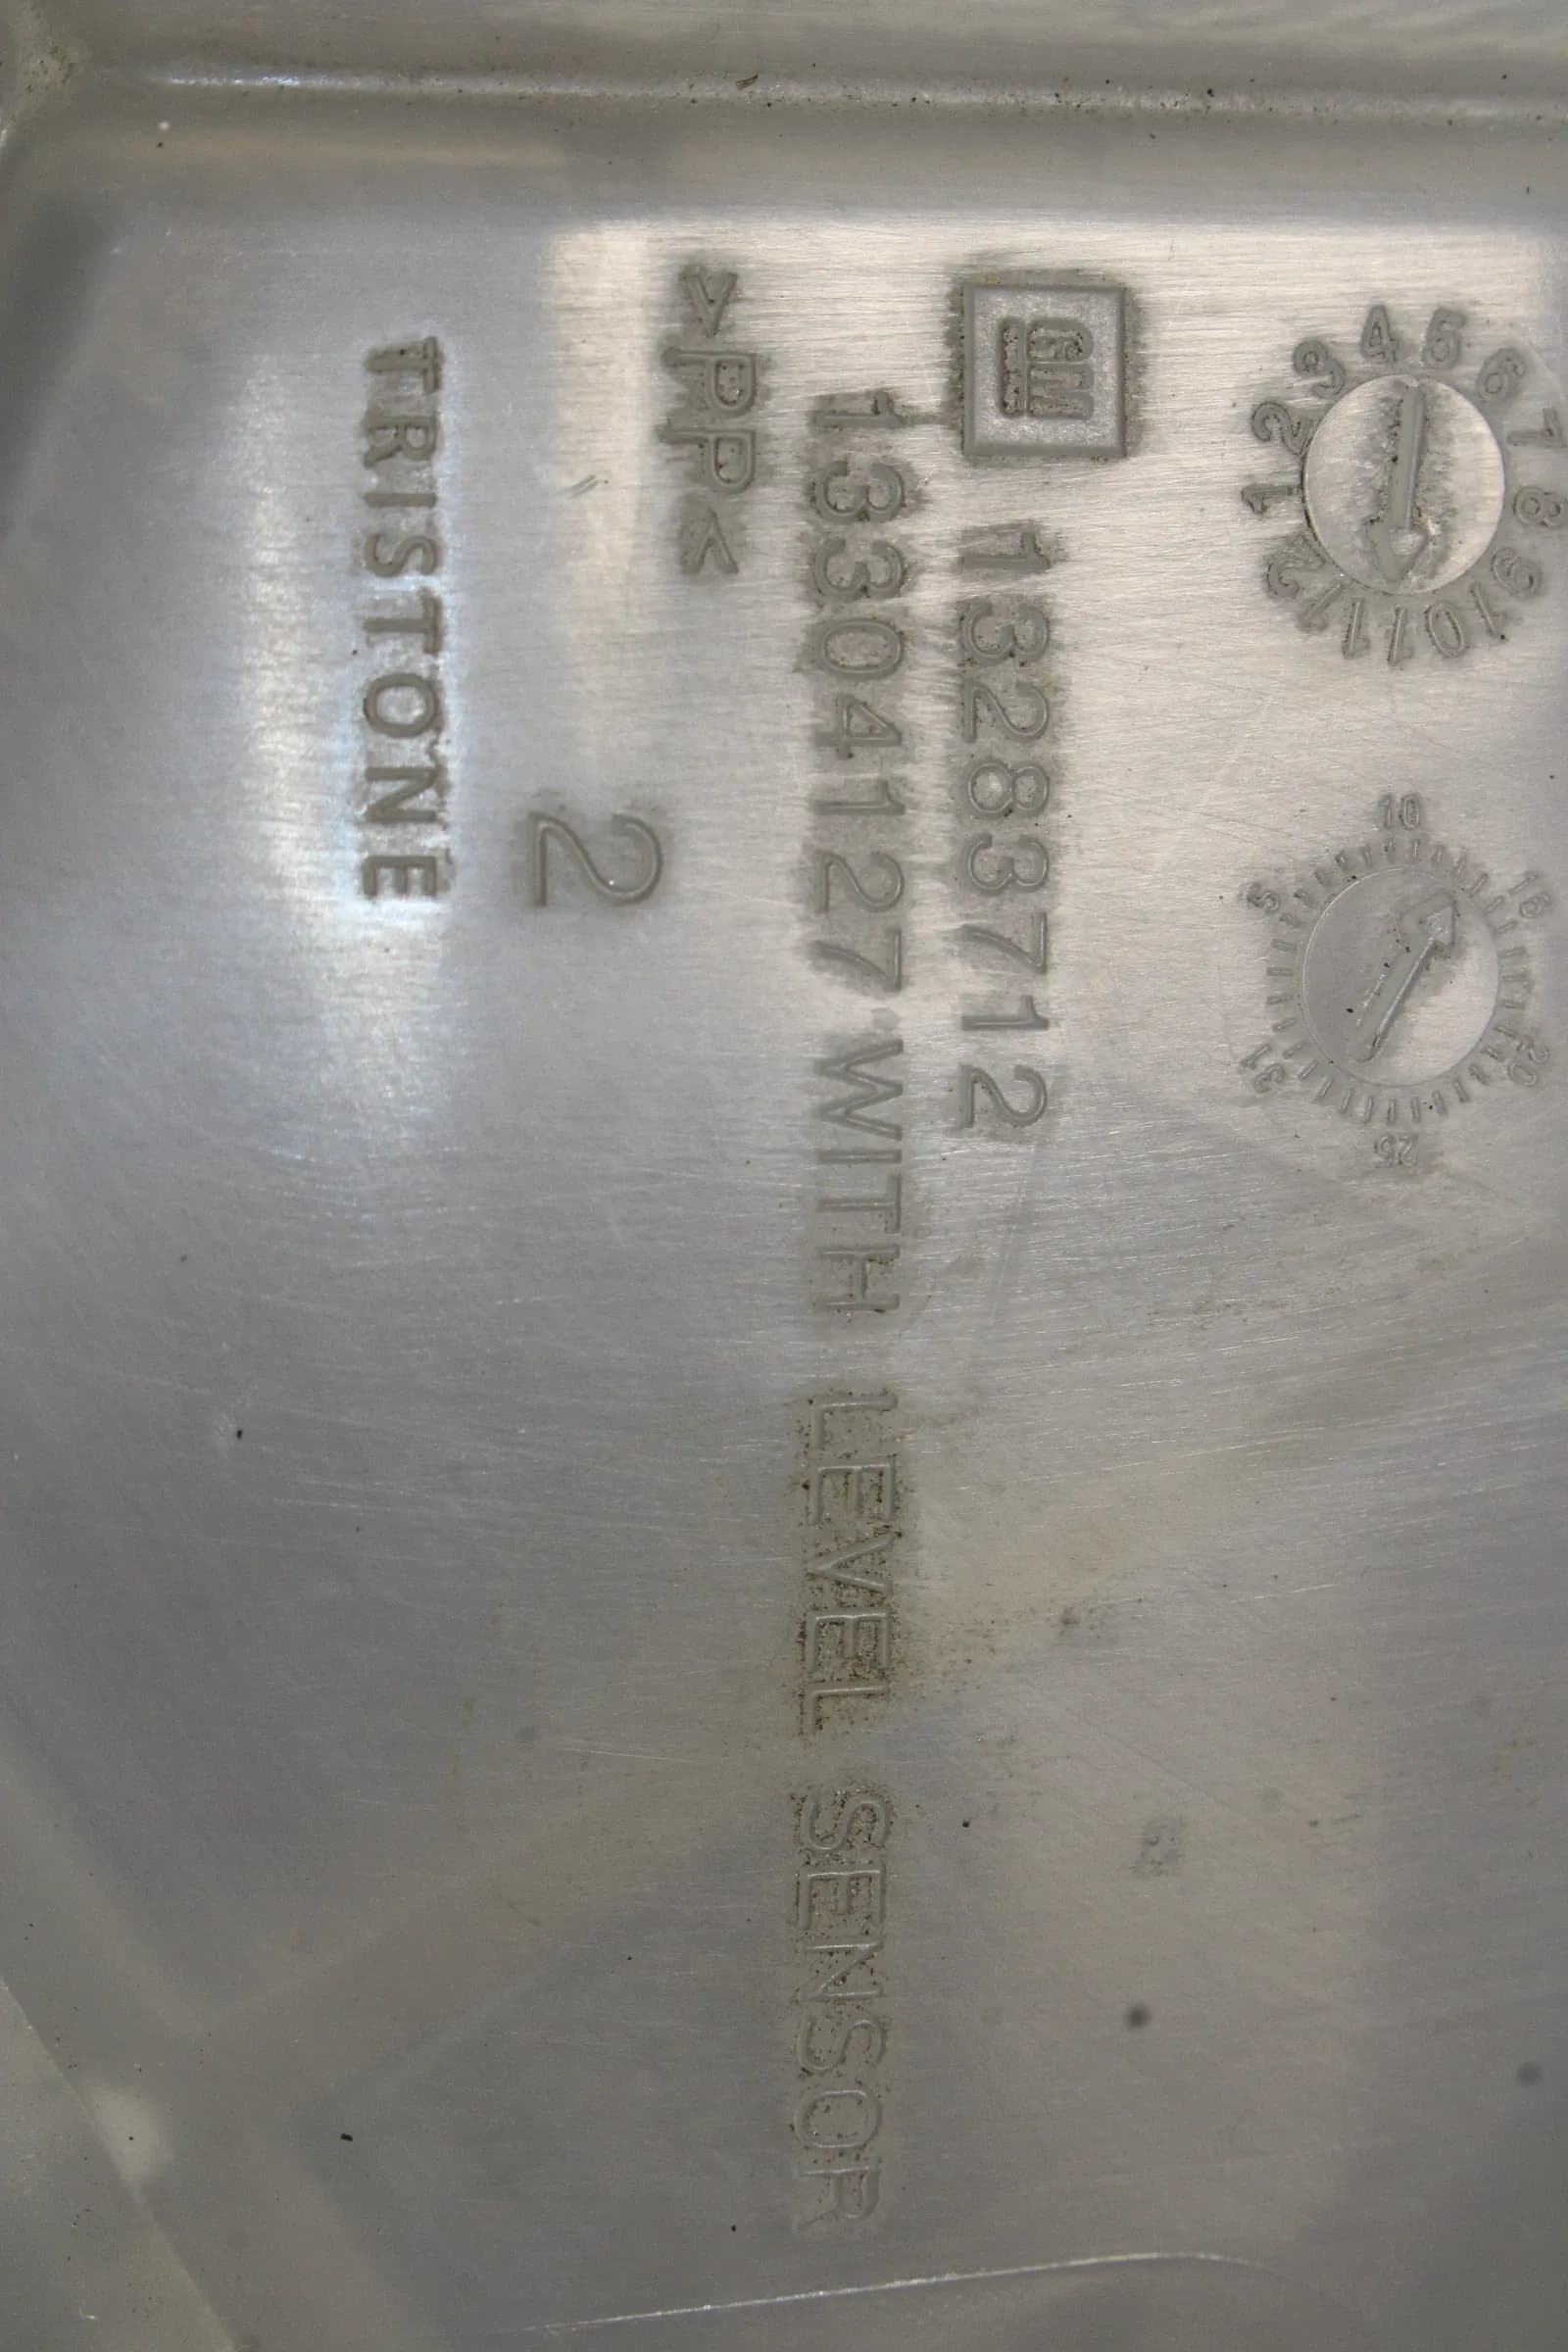 4 5 6 7 8 9 10 11 12 1 2 3
10 15 20 25 31 5
GM 13283712
13304127 WITH LEVEL SENSOR
>PP<
2
TRISTONE